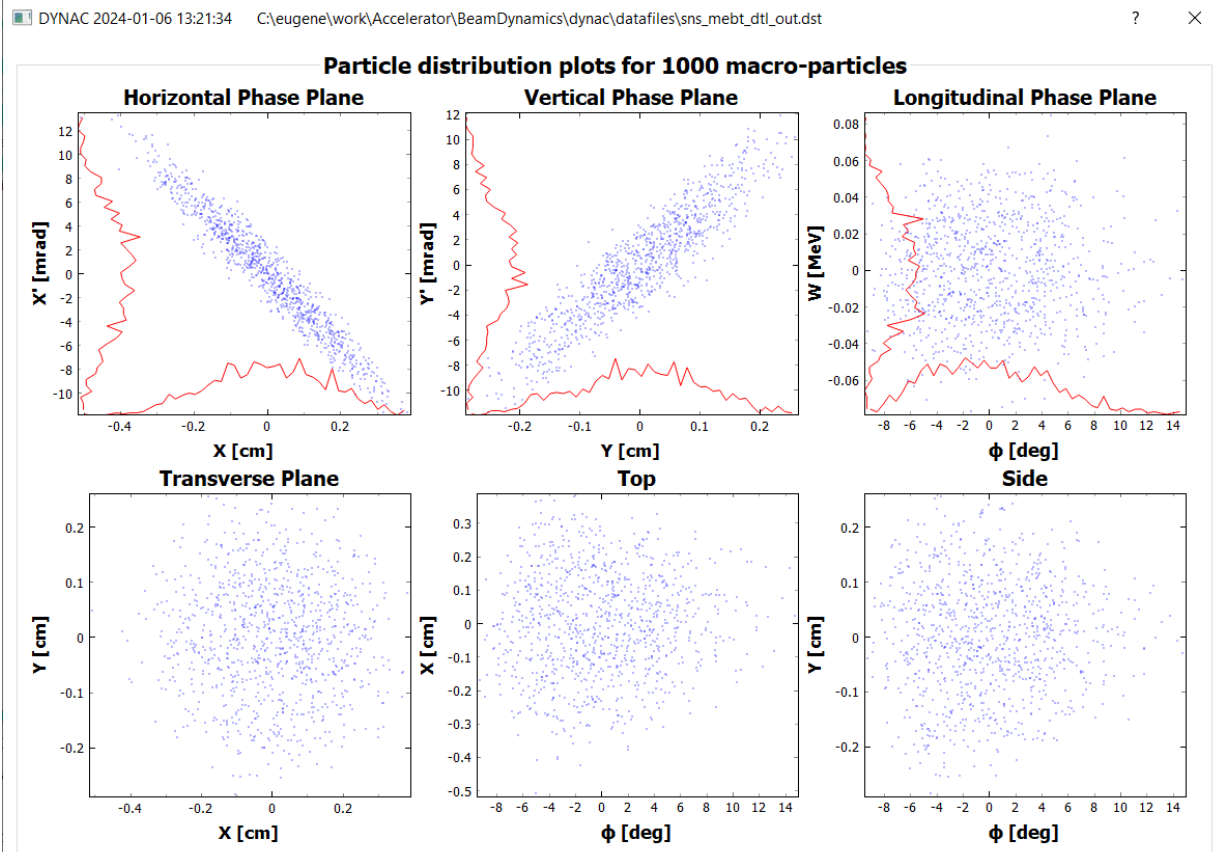 DYNAC 2024-01-06 13:21:34 C:\eugene\work\Accelerator\BeamDynamics\dynac\datafiles\sns_mebt_dtl_out.dst ?
Particle distribution plots for 1000 macro-particles
Horizontal Phase Plane
12
10
8
6
4
2
0
-2
-4
-6
-8
-10
X' [mrad]
-0.4 -0.2 0 0.2
X [cm]
Vertical Phase Plane
12
10
8
6
4
2
0
-2
-4
-6
-8
-10
Y' [mrad]
-0.2 -0.1 0 0.1 0.2
Y [cm]
Longitudinal Phase Plane
0.08
0.06
0.04
0.02
0
-0.02
-0.04
-0.06
W [MeV]
-8 -6 -4 -2 0 2 4 6 8 10 12 14
ϕ [deg]
Transverse Plane
0.2
0.1
0
-0.1
-0.2
Y [cm]
-0.4 -0.2 0 0.2
X [cm]
Top
0.3
0.2
0.1
0
-0.1
-0.2
-0.3
-0.4
-0.5
X [cm]
-8 -6 -4 -2 0 2 4 6 8 10 12 14
ϕ [deg]
Side
0.2
0.1
0
-0.1
-0.2
Y [cm]
-8 -6 -4 -2 0 2 4 6 8 10 12 14
ϕ [deg]